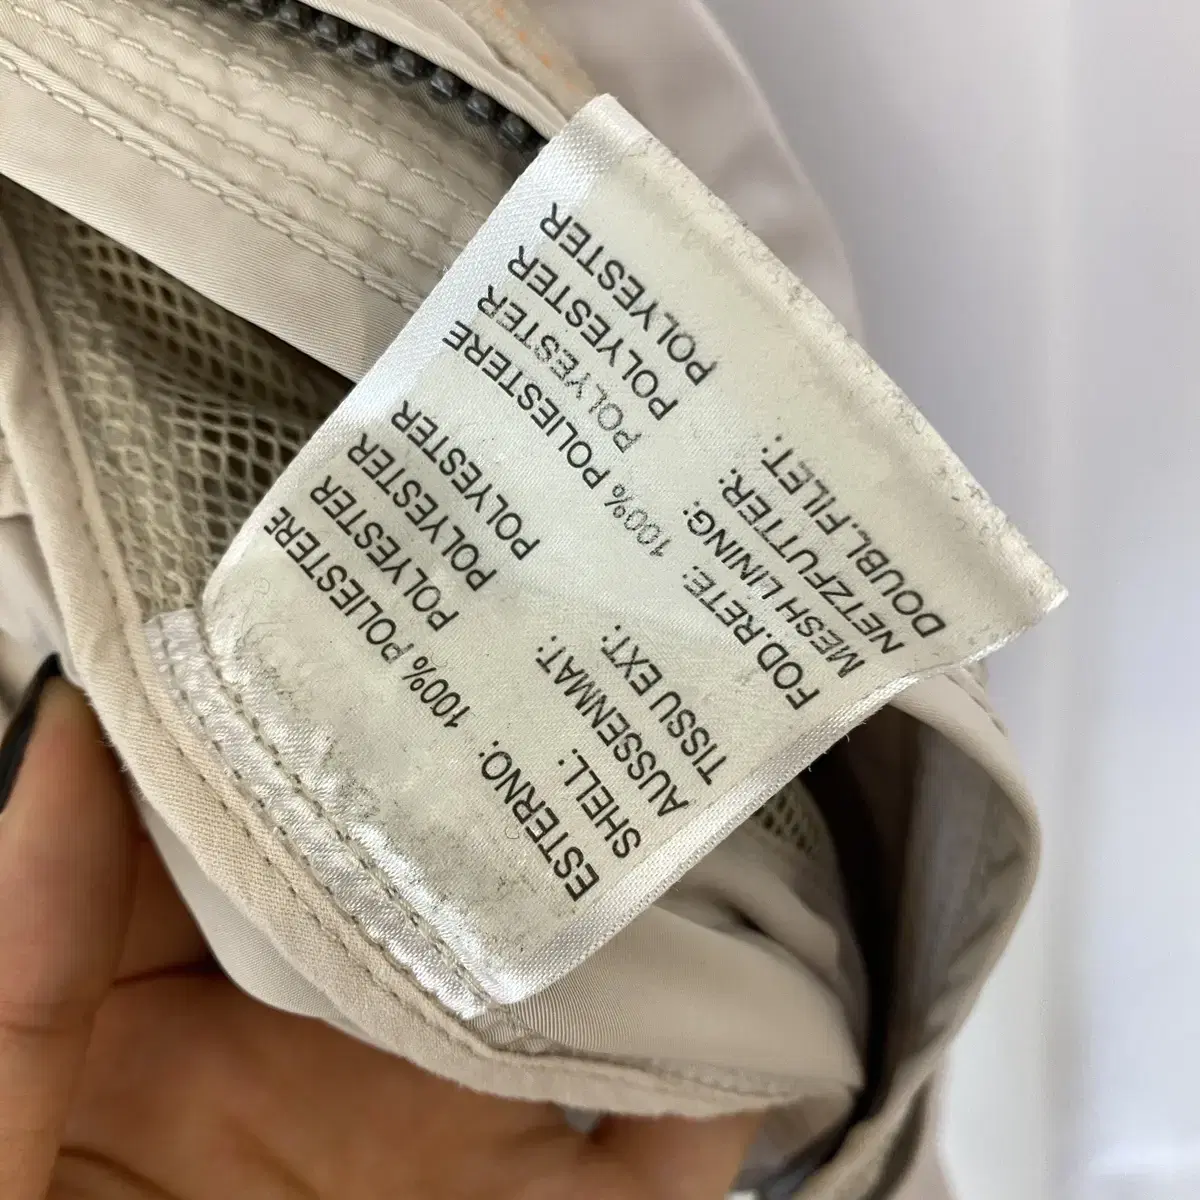 ESTERNO: 100% POLIESTERE
SHELL: POLYESTER
AUSSENMAT: POLYESTER
TISSU EXT: POLYESTER
FOD.RETE: 100% POLIESTERE
MESH LINING: POLYESTER
NETZFUTTER: POLYESTER
DOUBL.FILET: POLYESTER